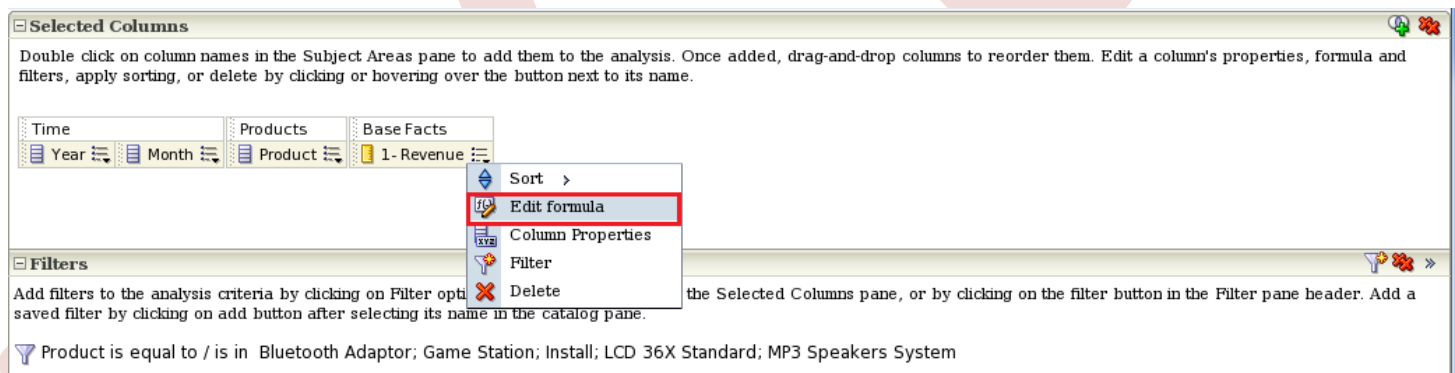 Selected Columns
Double click on column names in the Subject Areas pane to add them to the analysis. Once added, drag-and-drop columns to reorder them. Edit a column's properties, formula and
filters, apply sorting, or delete by clicking or hovering over the button next to its name.
Time Products Base Facts
Year Month Product 1- Revenue
Sort >
Edit formula
Column Properties
Filter
Delete
Filters
Add filters to the analysis criteria by clicking on Filter opti the Selected Columns pane, or by clicking on the filter button in the Filter pane header. Add a
saved filter by clicking on add button after selecting its name in the catalog pane.
Product is equal to / is in Bluetooth Adaptor; Game Station; Install; LCD 36X Standard; MP3 Speakers System